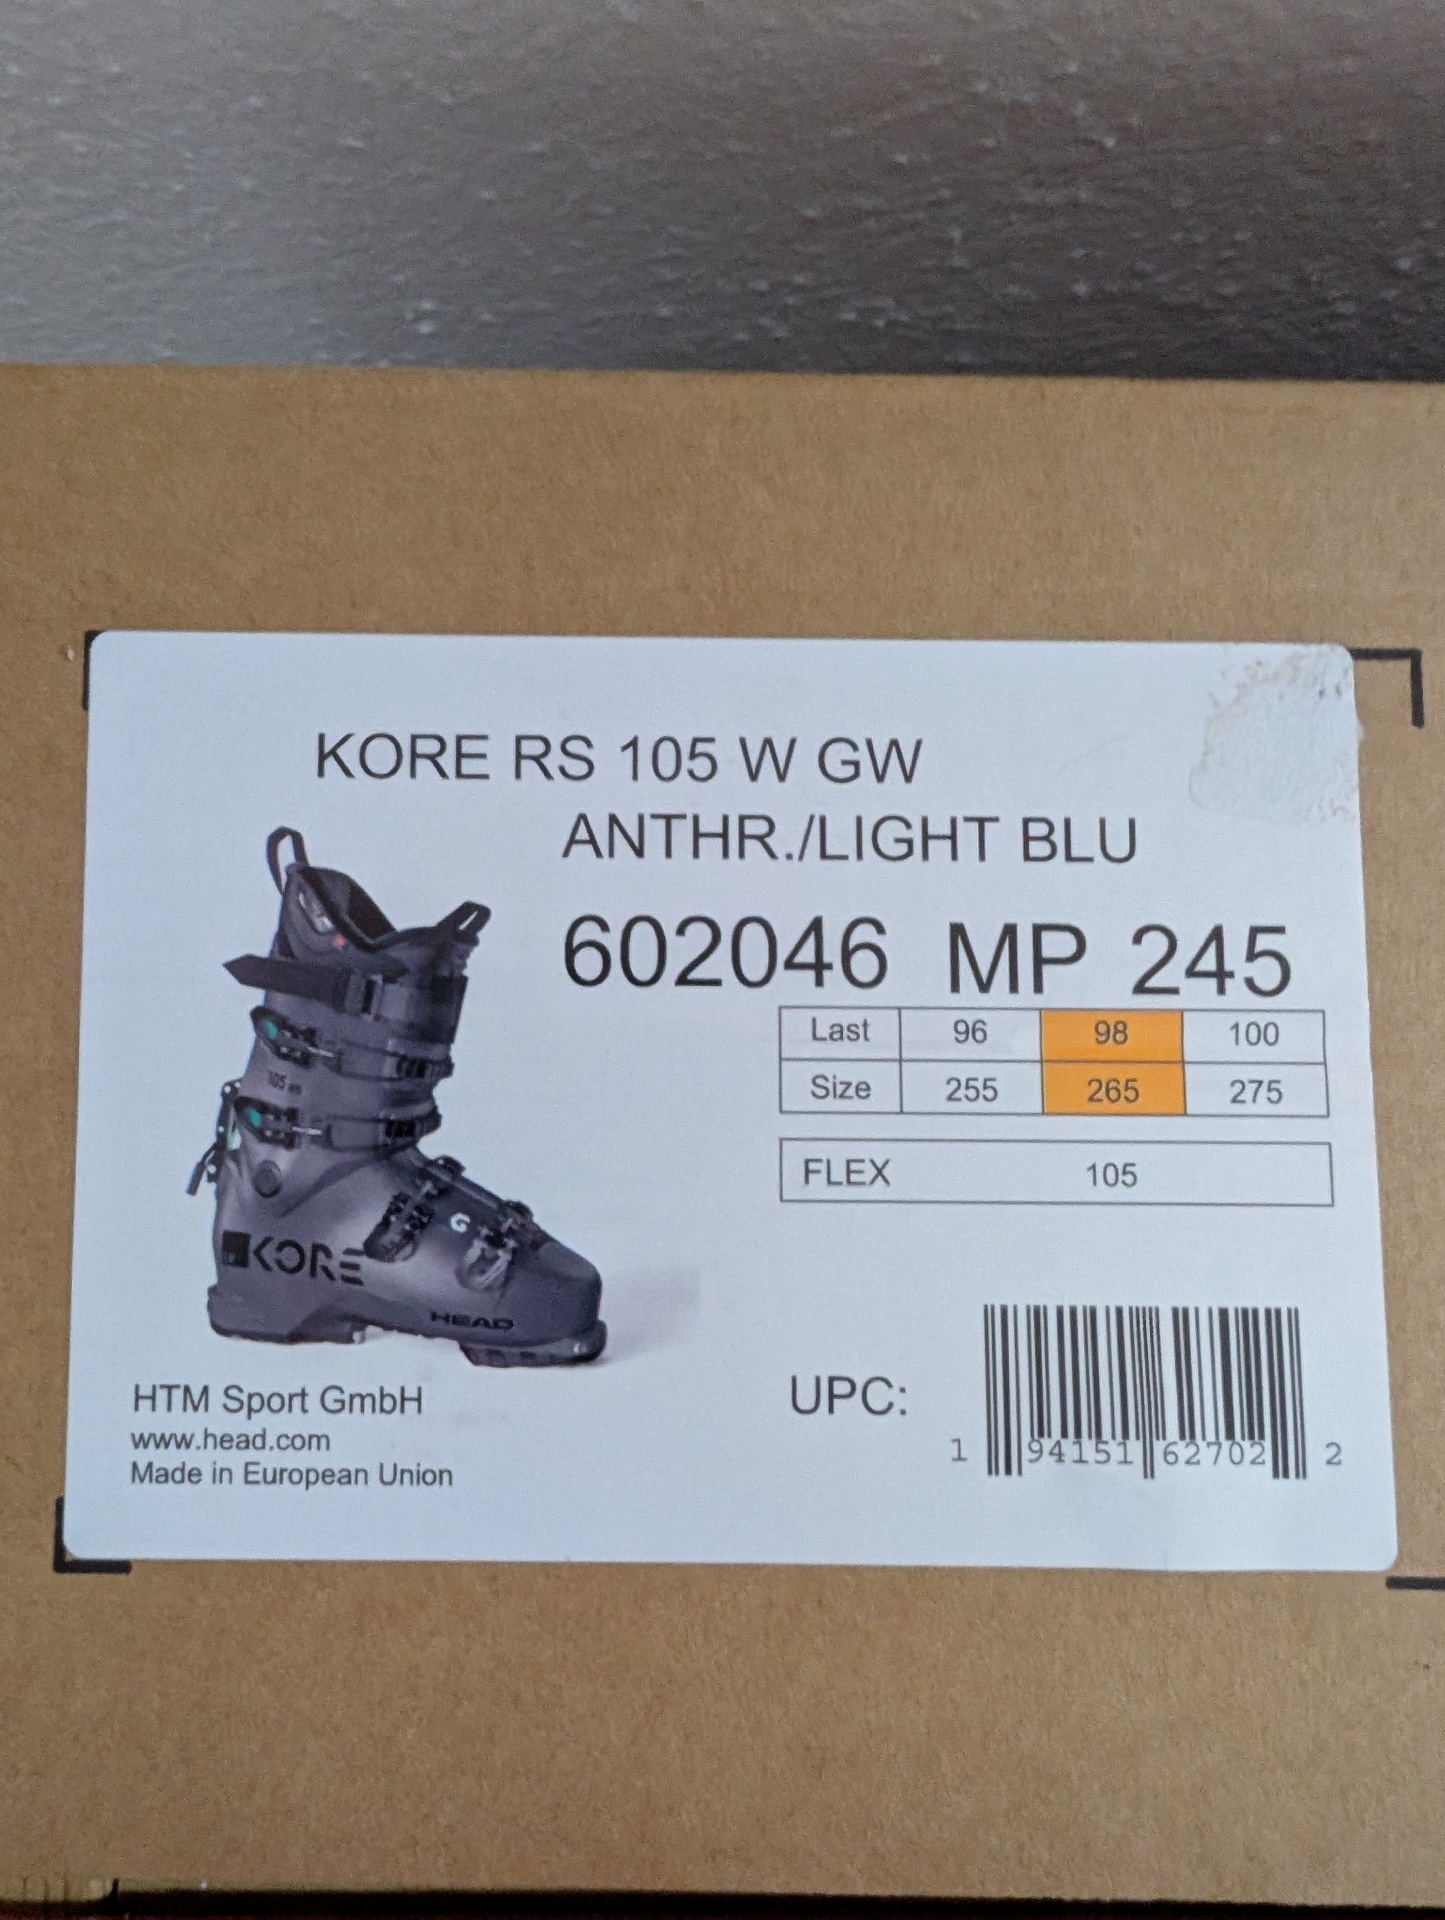 KORE RS 105 W GW
ANTHR./LIGHT BLU
602046 MP 245
Last 96 98 100
Size 255 265 275
FLEX 105
105
KORE
HEAD
HTM Sport GmbH
www.head.com
Made in European Union
UPC:
1 94151 62702 2